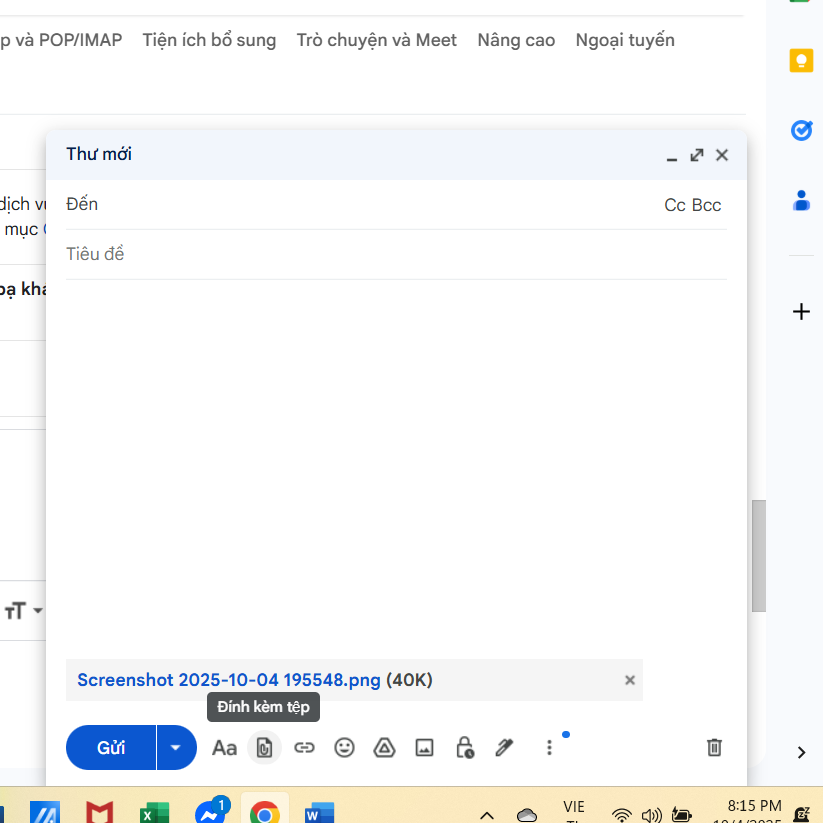 p và POP/IMAP Tiện ích bổ sung Trò chuyện và Meet Nâng cao Ngoại tuyến
Thư mới
dịch vụ
Đến Cc Bcc
mục
Tiêu đề
Screenshot 2025-10-04 195548.png (40K)
Đính kèm tệp
Gửi
Aa
VIE
8:15 PM
1